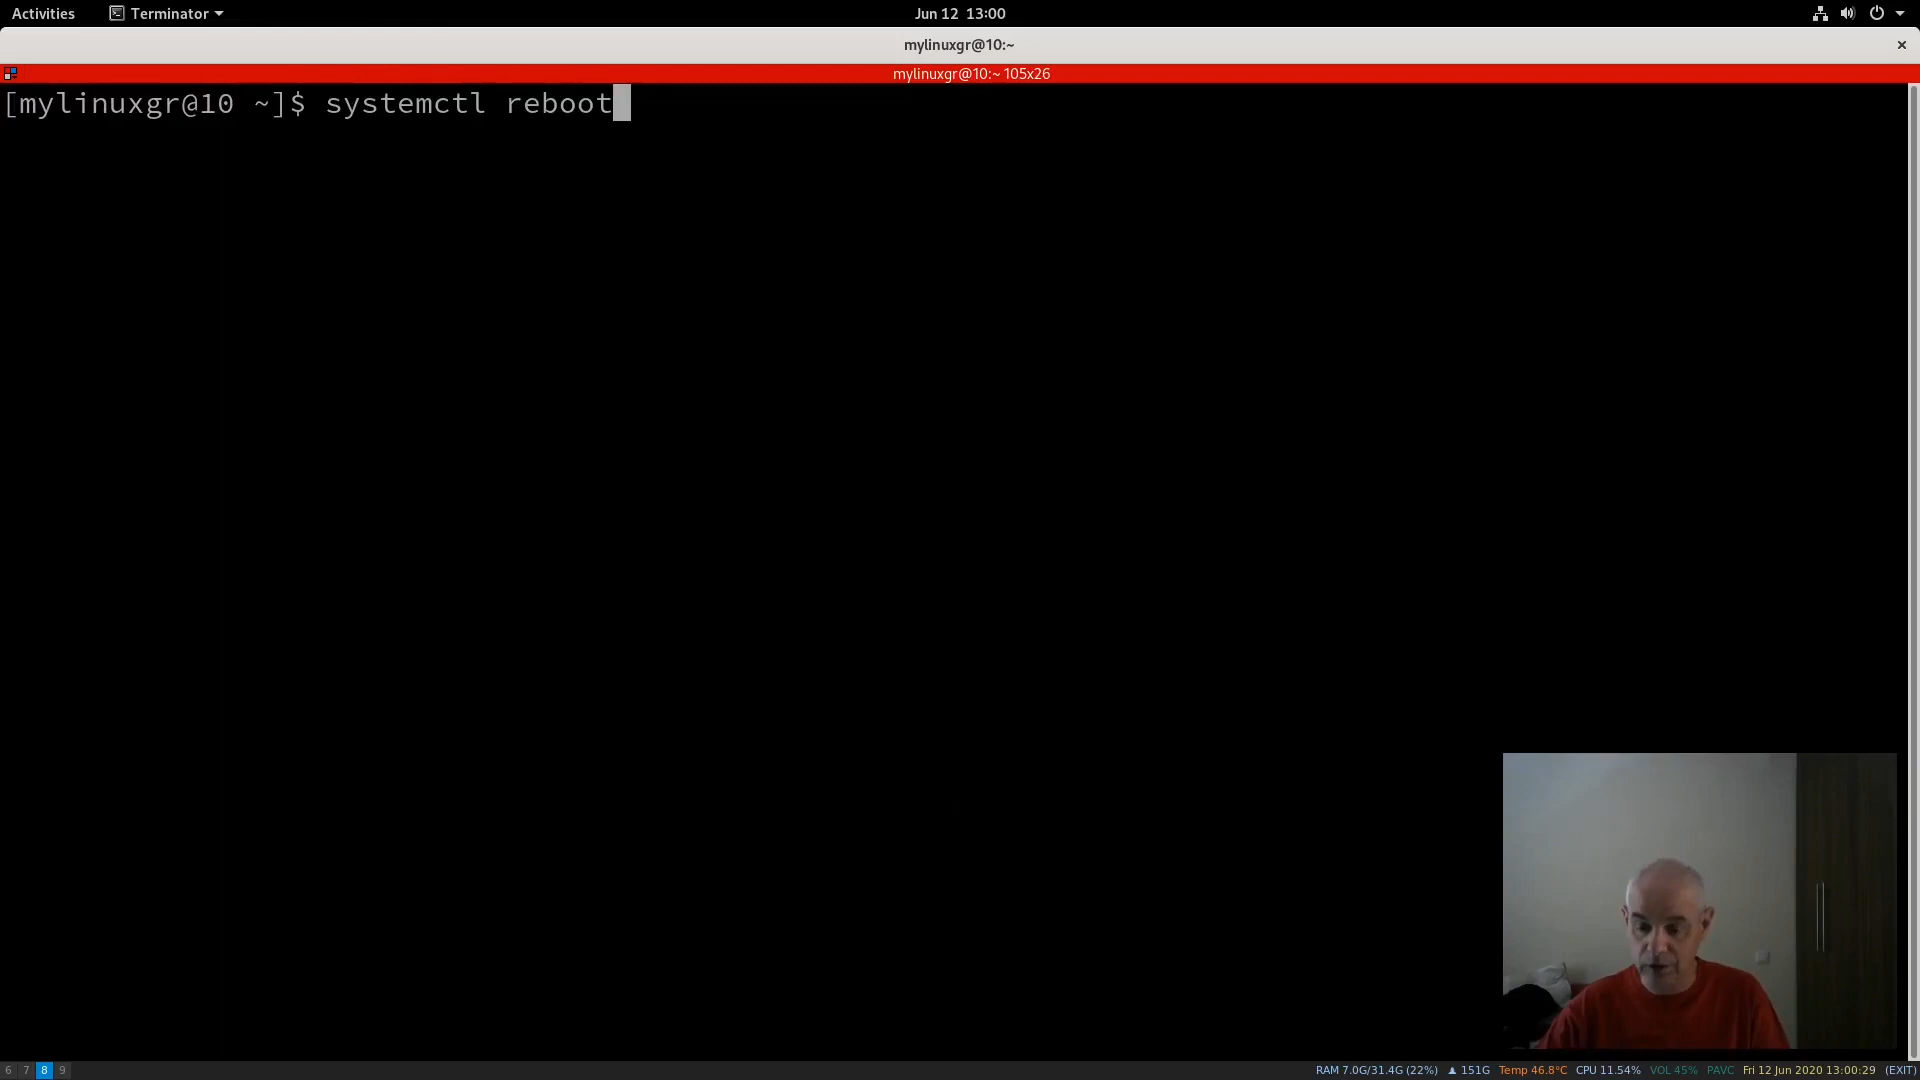 Activities Terminator Jun 12 13:00
mylinuxgr@10:~ ×
mylinuxgr@10:~ 105x26
[mylinuxgr@10 ~]$ systemctl reboot
6 7 8 9 RAM 7.0G/31.4G (22%) 151G Temp 46.8°C CPU 11.54% VOL 45% PAVC Fri 12 Jun 2020 13:00:29 (EXIT)